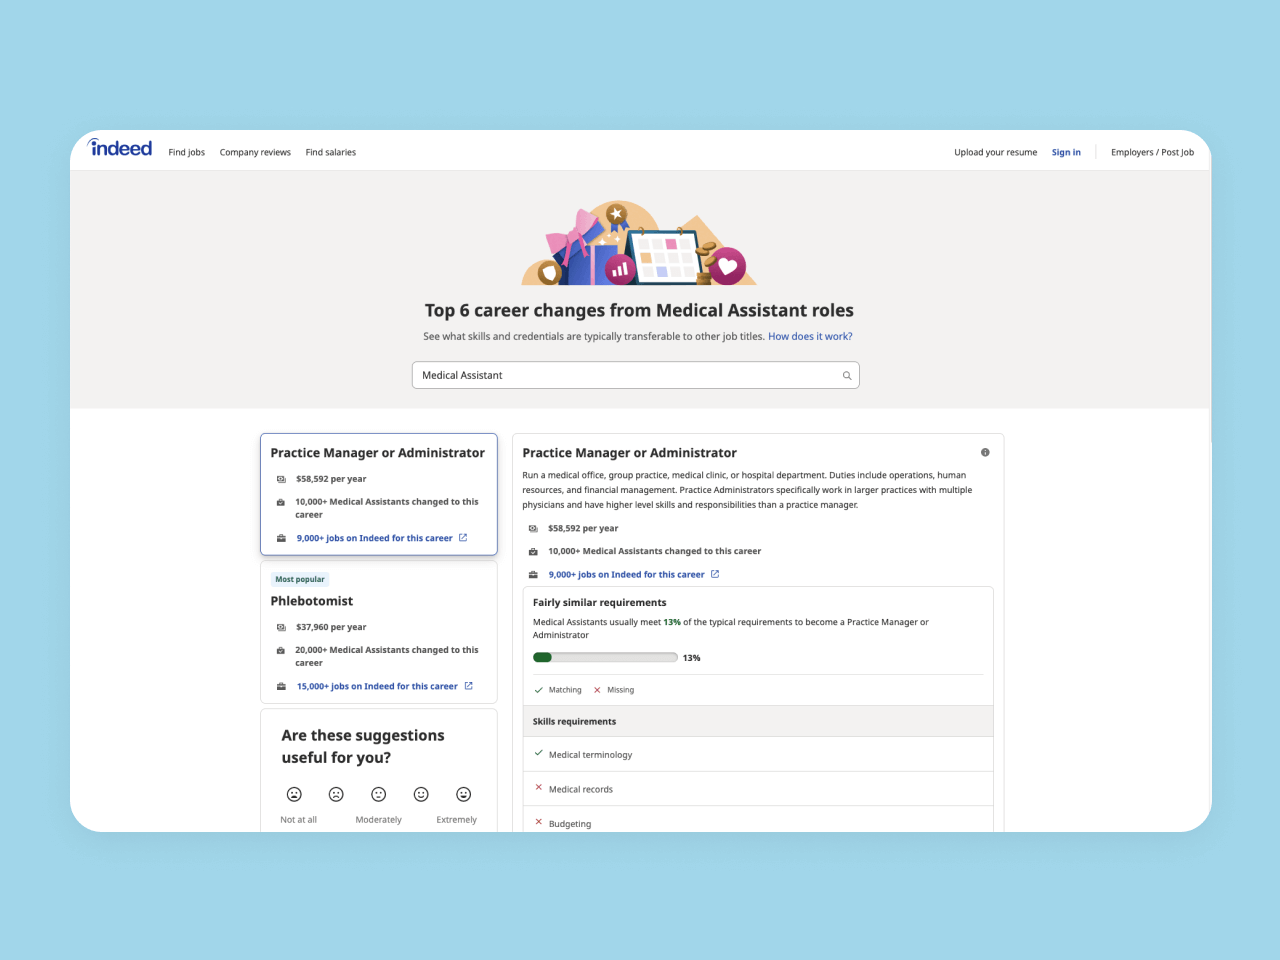 indeed
Find jobs
Company reviews
Find salaries
Upload your resume
Sign in
Employers / Post Job
Top 6 career changes from Medical Assistant roles
See what skills and credentials are typically transferable to other job titles. How does it work?
Medical Assistant
Practice Manager or Administrator
$58,592 per year
10,000+ Medical Assistants changed to this
career
9,000+ jobs on Indeed for this career
Most popular
Phlebotomist
$37,960 per year
20,000+ Medical Assistants changed to this
career
15,000+ jobs on Indeed for this career
Are these suggestions
useful for you?
Not at all
Moderately
Extremely
Practice Manager or Administrator
Run a medical office, group practice, medical clinic, or hospital department. Duties include operations, human
resources, and financial management. Practice Administrators specifically work in larger practices with multiple
physicians and have higher level skills and responsibilities than a practice manager.
$58,592 per year
10,000+ Medical Assistants changed to this career
9,000+ jobs on Indeed for this career
Fairly similar requirements
Medical Assistants usually meet 13% of the typical requirements to become a Practice Manager or
Administrator
13%
Matching
Missing
Skills requirements
Medical terminology
Medical records
Budgeting